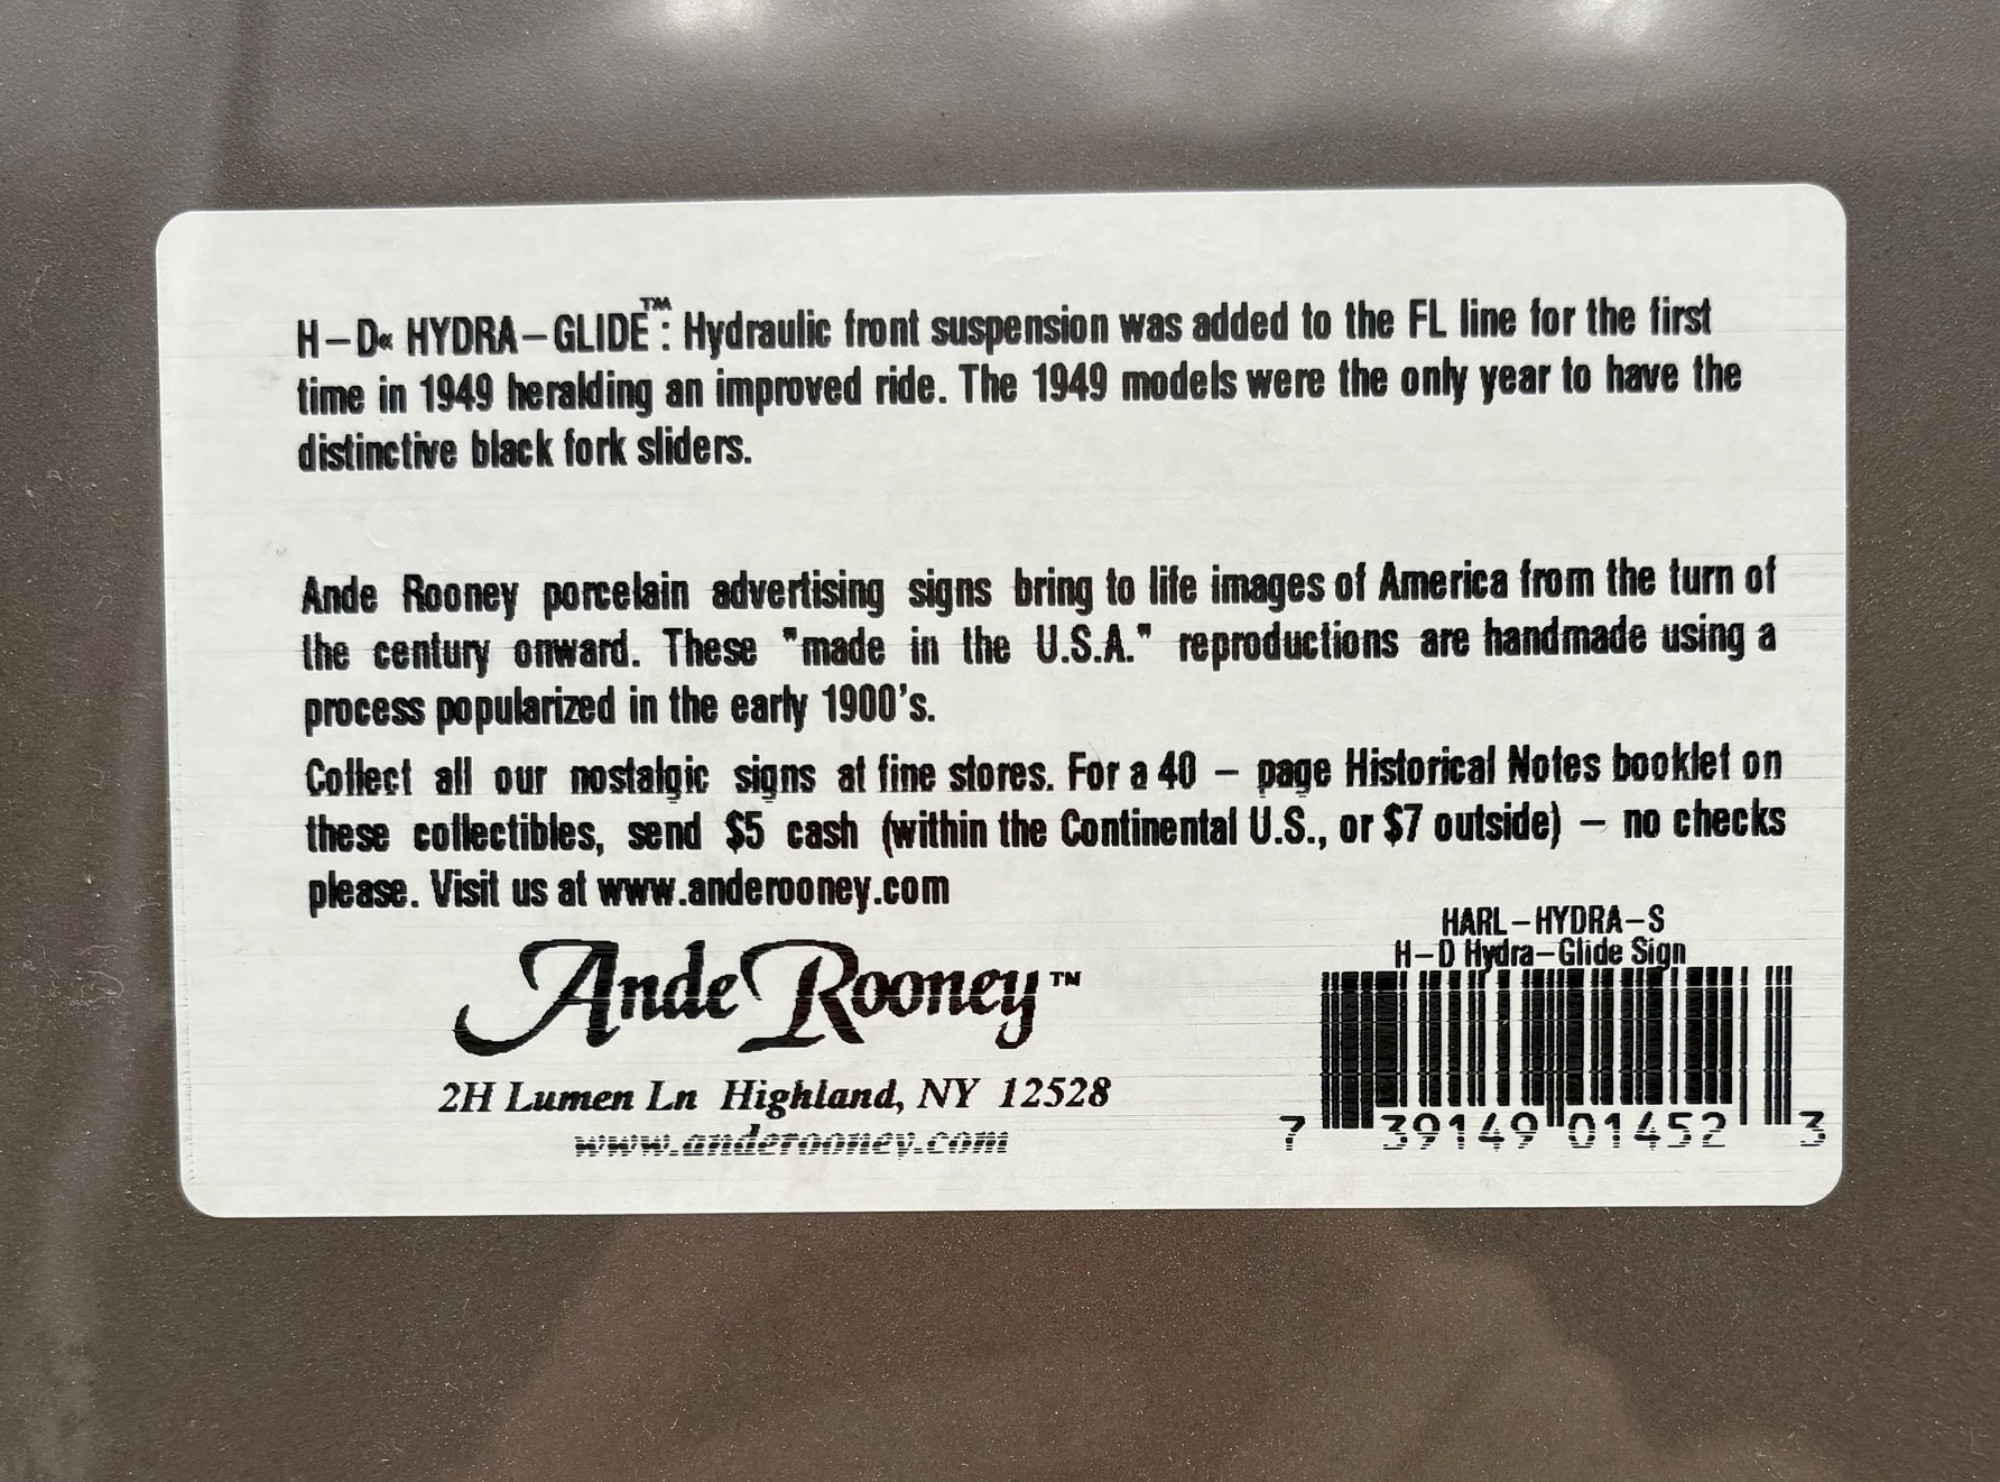 H-D« HYDRA-GLIDE™: Hydraulic front suspension was added to the FL line for the first
time in 1949 heralding an improved ride. The 1949 models were the only year to have the
distinctive black fork sliders.
Ande Rooney porcelain advertising signs bring to life images of America from the turn of
the century onward. These "made in the U.S.A." reproductions are handmade using a
process popularized in the early 1900's.
Collect all our nostalgic signs at fine stores. For a 40 - page Historical Notes booklet on
these collectibles, send $5 cash (within the Continental U.S., or $7 outside) - no checks
please. Visit us at www.anderooney.com
Ande Rooney™
2H Lumen Ln Highland, NY 12528
www.anderooney.com
HARL-HYDRA-S
H-D Hydra-Glide Sign
7 39149 01452 3